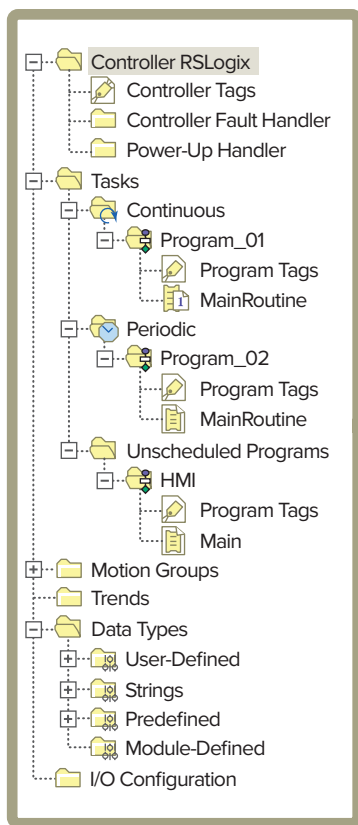 Controller RSLogix
Controller Tags
Controller Fault Handler
Power-Up Handler
Tasks
Continuous
Program_01
Program Tags
1 MainRoutine
Periodic
Program_02
Program Tags
MainRoutine
Unscheduled Programs
HMI
Program Tags
Main
Motion Groups
Trends
Data Types
User-Defined
Strings
Predefined
Module-Defined
I/O Configuration